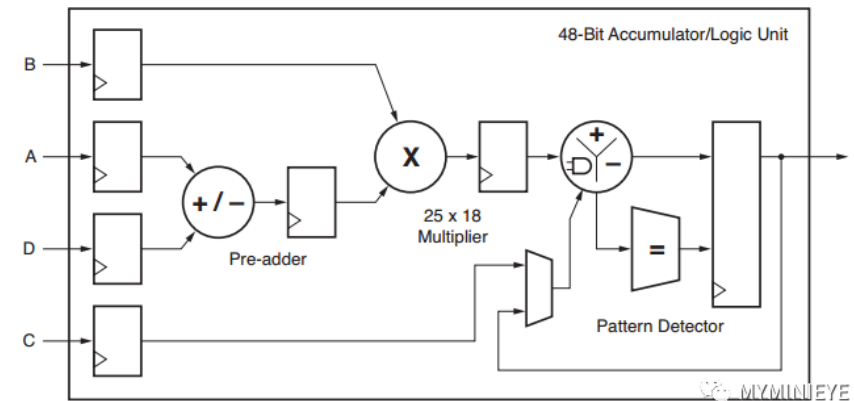 48-Bit Accumulator/Logic Unit
B
A
D
C
+ / −
X
+
−
=
25 x 18
Multiplier
Pre-adder
Pattern Detector
MYMINIEYE